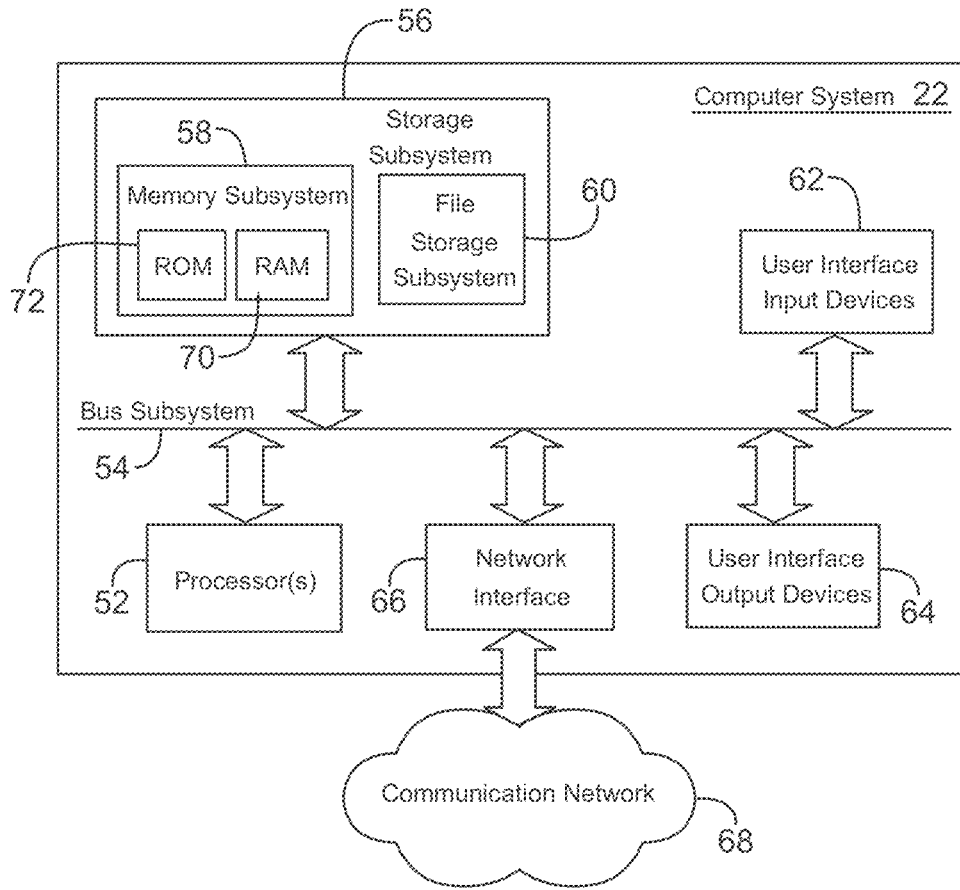 56
Computer System 22
Storage
Subsystem
58
Memory Subsystem
ROM
RAM
72
70
File
Storage
Subsystem
60
62
User Interface
Input Devices
Bus Subsystem
54
Processor(s)
52
Network
Interface
66
User Interface
Output Devices
64
Communication Network
68